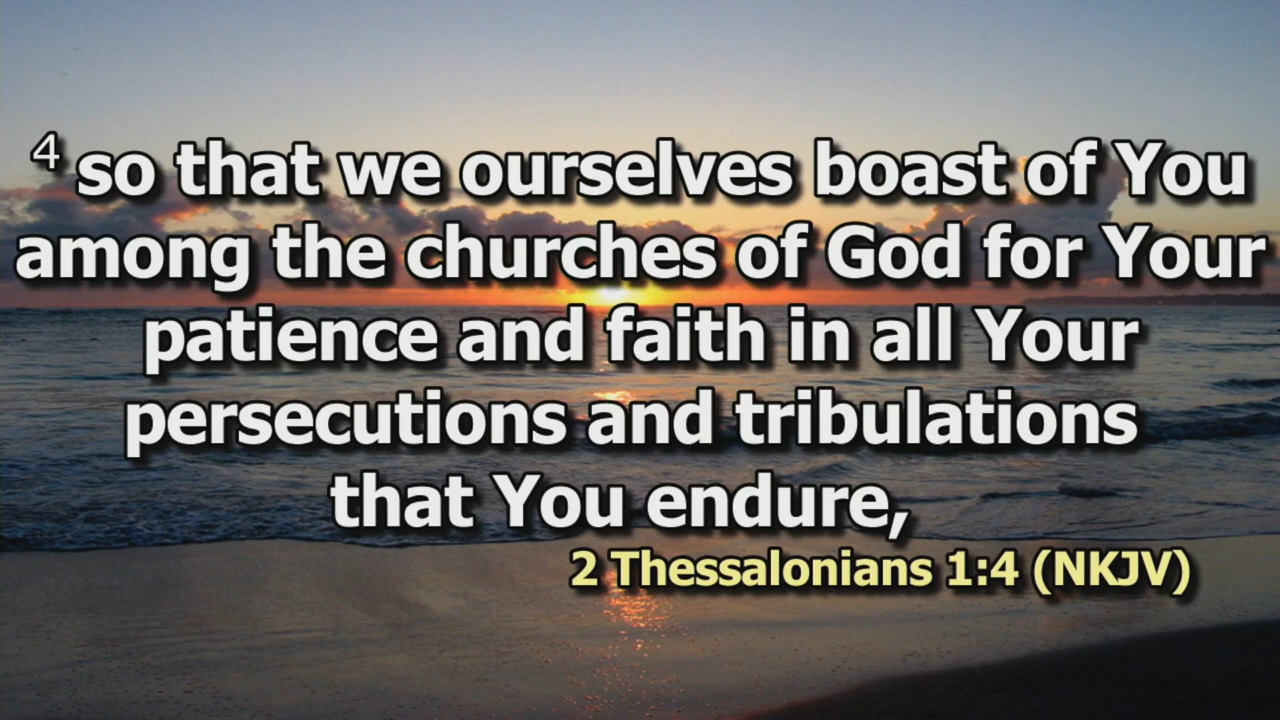 4 so that we ourselves boast of You
among the churches of God for Your
patience and faith in all Your
persecutions and tribulations
that You endure,
2 Thessalonians 1:4 (NKJV)